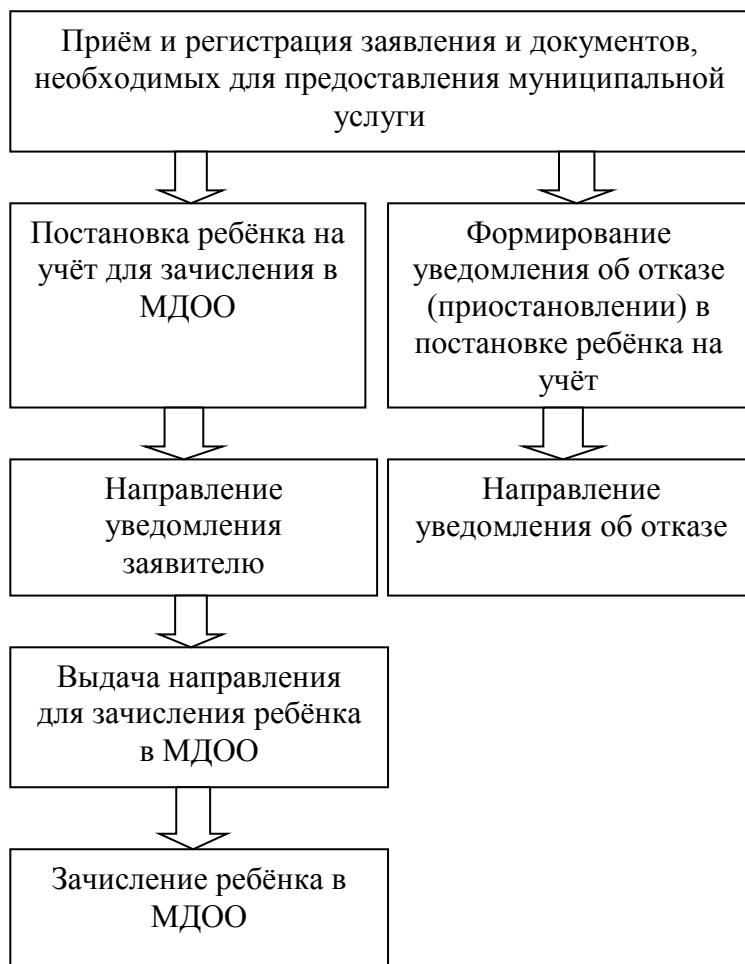 Приём и регистрация заявления и документов,
необходимых для предоставления муниципальной
услуги
Постановка ребёнка на
учёт для зачисления в
МДОО
Формирование
уведомления об отказе
(приостановлении) в
постановке ребёнка на
учёт
Направление
уведомления
заявителю
Направление
уведомления об отказе
Выдача направления
для зачисления ребёнка
в МДОО
Зачисление ребёнка в
МДОО